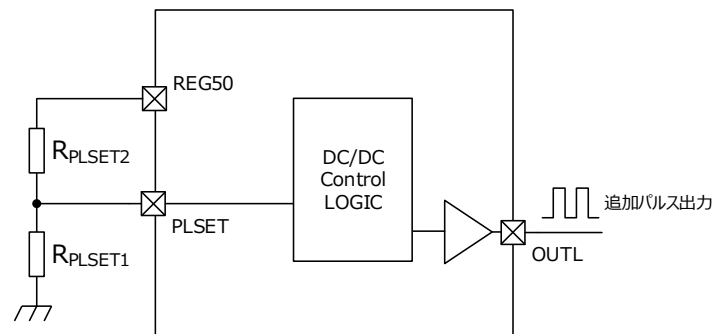 REG50
RPLSET2
PLSET
RPLSET1
DC/DC
Control
LOGIC
OUTL
追加パルス出力